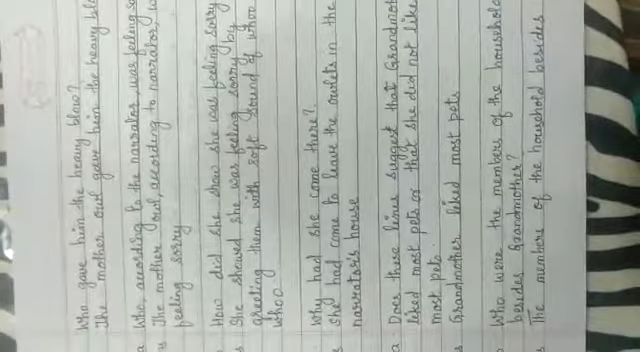 Who gave him the heavy blow?
The mother owl gave him the heavy
Who, acording to the narrator was feeling
The mother owl, according to narrator,
feeling sorry
How did she show she was feeling sorry
She showed she was feeling sorry by
greeting them with soft sound of whoo
whoo
Why had she come there?
She had come to leave the owlets in the
narrator's house
a Does these lines suggest that Grandmot
liked most pets or that she did not like
most pets.
s Grandmother liked most pets
a Who were the members of the household
besides Grandmother?
s The members of the household besides